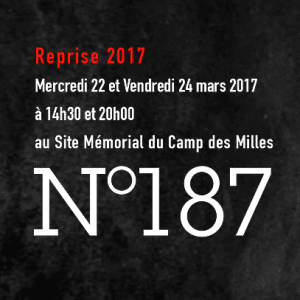 Reprise 2017
Mercredi 22 et Vendredi 24 mars 2017
à 14h30 et 20h00
au Site Mémorial du Camp des Milles
N°187